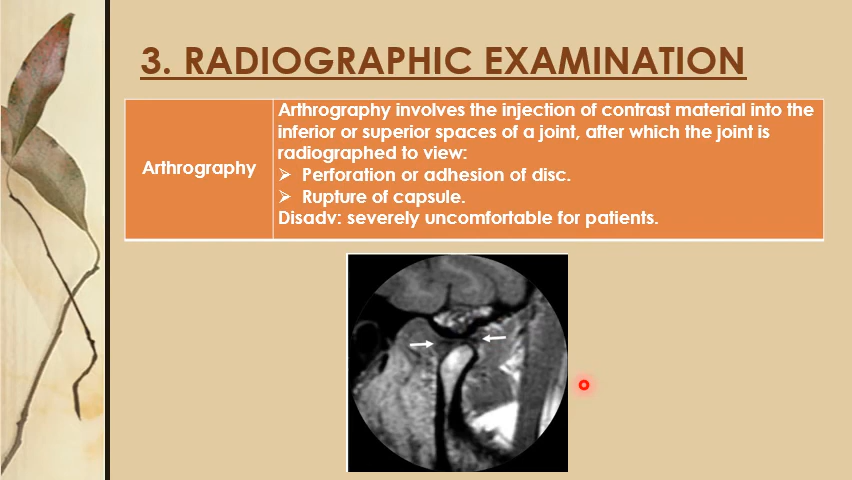 3. RADIOGRAPHIC EXAMINATION
Arthrography
Arthrography involves the injection of contrast material into the
inferior or superior spaces of a joint, after which the joint is
radiographed to view:
➢ Perforation or adhesion of disc.
➢ Rupture of capsule.
Disadv: severely uncomfortable for patients.